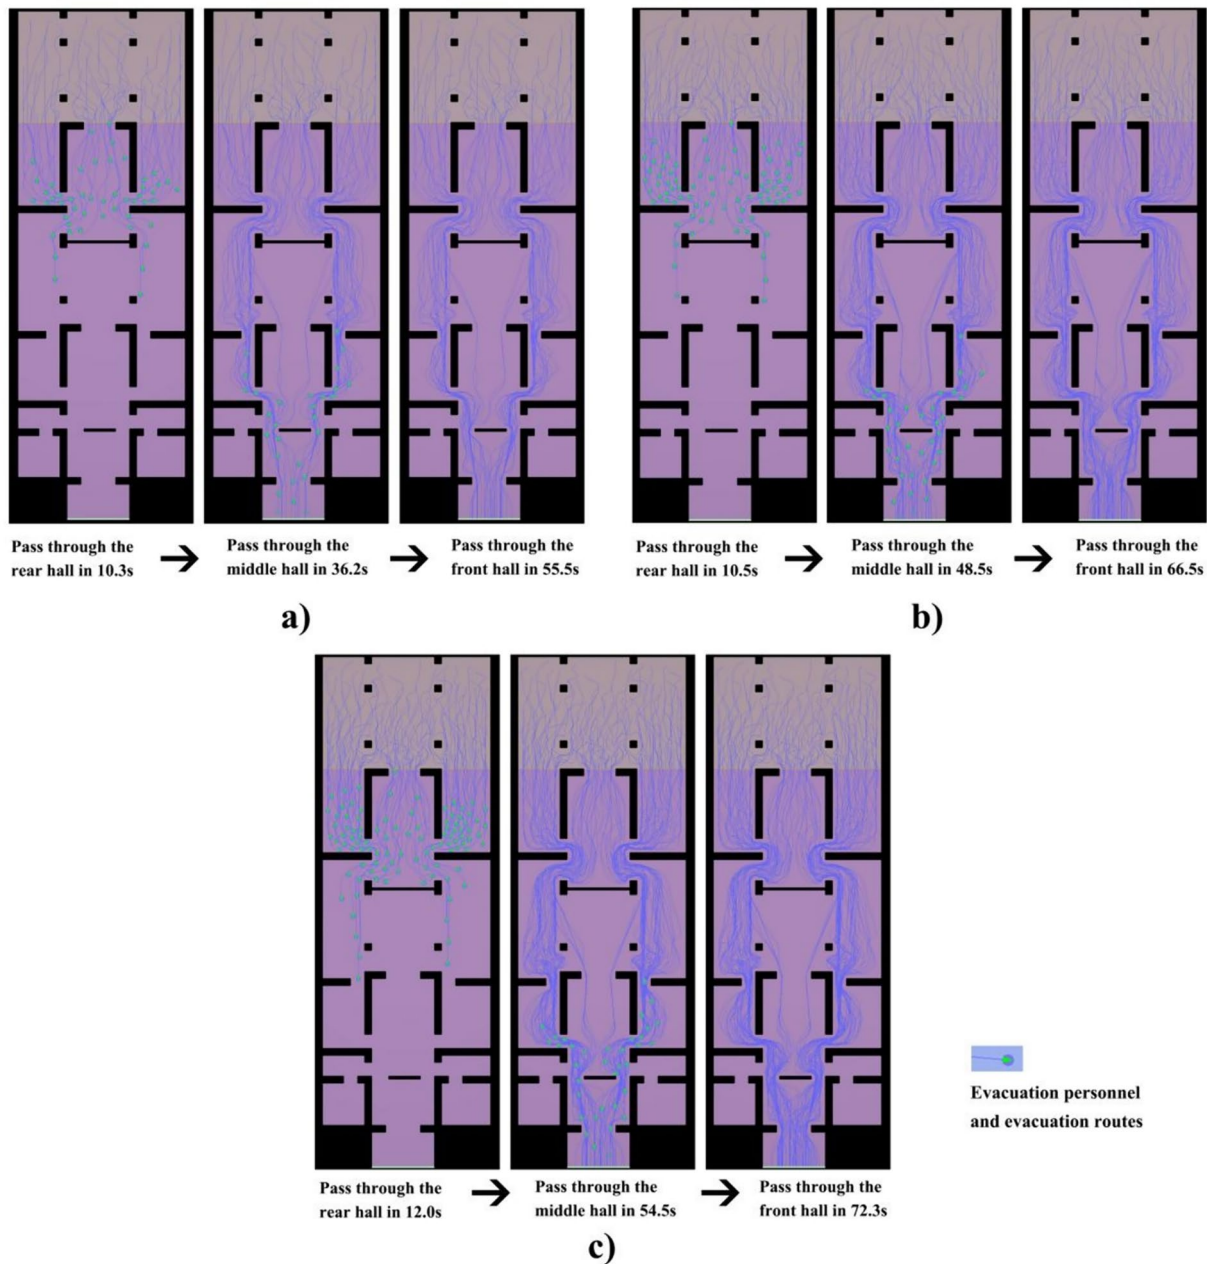 Pass through the
rear hall in 10.3s
Pass through the
middle hall in 36.2s
Pass through the
front hall in 55.5s
a)
Pass through the
rear hall in 10.5s
Pass through the
middle hall in 48.5s
Pass through the
front hall in 66.5s
b)
Evacuation personnel
and evacuation routes
Pass through the
rear hall in 12.0s
Pass through the
middle hall in 54.5s
Pass through the
front hall in 72.3s
c)